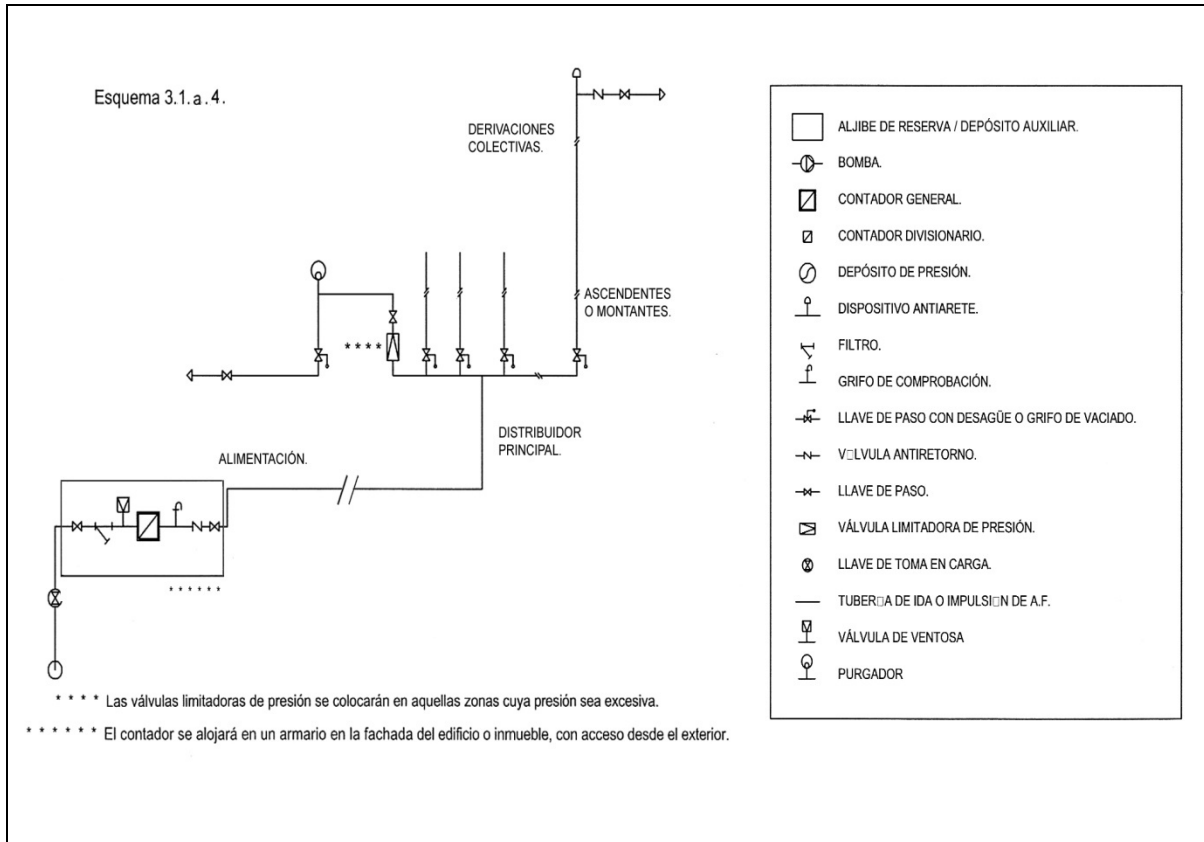 Esquema 3.1.a.4.
DERIVACIONES
COLECTIVAS.
ASCENDENTES
O MONTANTES.
* * * *
DISTRIBUIDOR
PRINCIPAL.
ALIMENTACIÓN.
* * * * * *
* * * * Las válvulas limitadoras de presión se colocarán en aquellas zonas cuya presión sea excesiva.
* * * * * * El contador se alojará en un armario en la fachada del edificio o inmueble, con acceso desde el exterior.
ALJIBE DE RESERVA / DEPÓSITO AUXILIAR.
BOMBA.
CONTADOR GENERAL.
CONTADOR DIVISIONARIO.
DEPÓSITO DE PRESIÓN.
DISPOSITIVO ANTIARETE.
FILTRO.
GRIFO DE COMPROBACIÓN.
LLAVE DE PASO CON DESAGÜE O GRIFO DE VACIADO.
V□LVULA ANTIRETORNO.
LLAVE DE PASO.
VÁLVULA LIMITADORA DE PRESIÓN.
LLAVE DE TOMA EN CARGA.
TUBER□A DE IDA O IMPULSI□N DE A.F.
VÁLVULA DE VENTOSA
PURGADOR